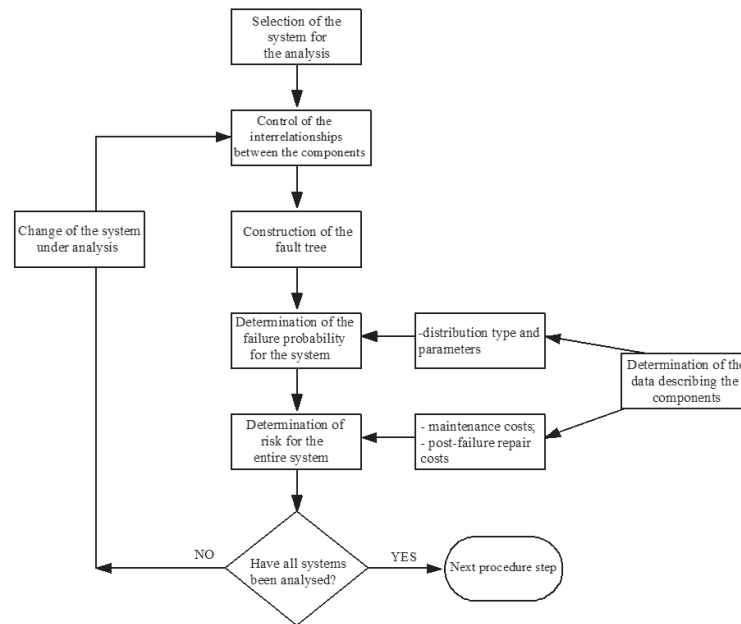 Selection of the
system for
the analysis
Control of the
interrelationships
between the components
Change of the system
under analysis
Construction of the
fault tree
Determination of the
failure probability
for the system
-distribution type and
parameters
Determination of the
data describing the
components
Determination of
risk for the
entire system
- maintenance costs;
- post-failure repair
costs
NO
Have all systems
been analysed?
YES
Next procedure step